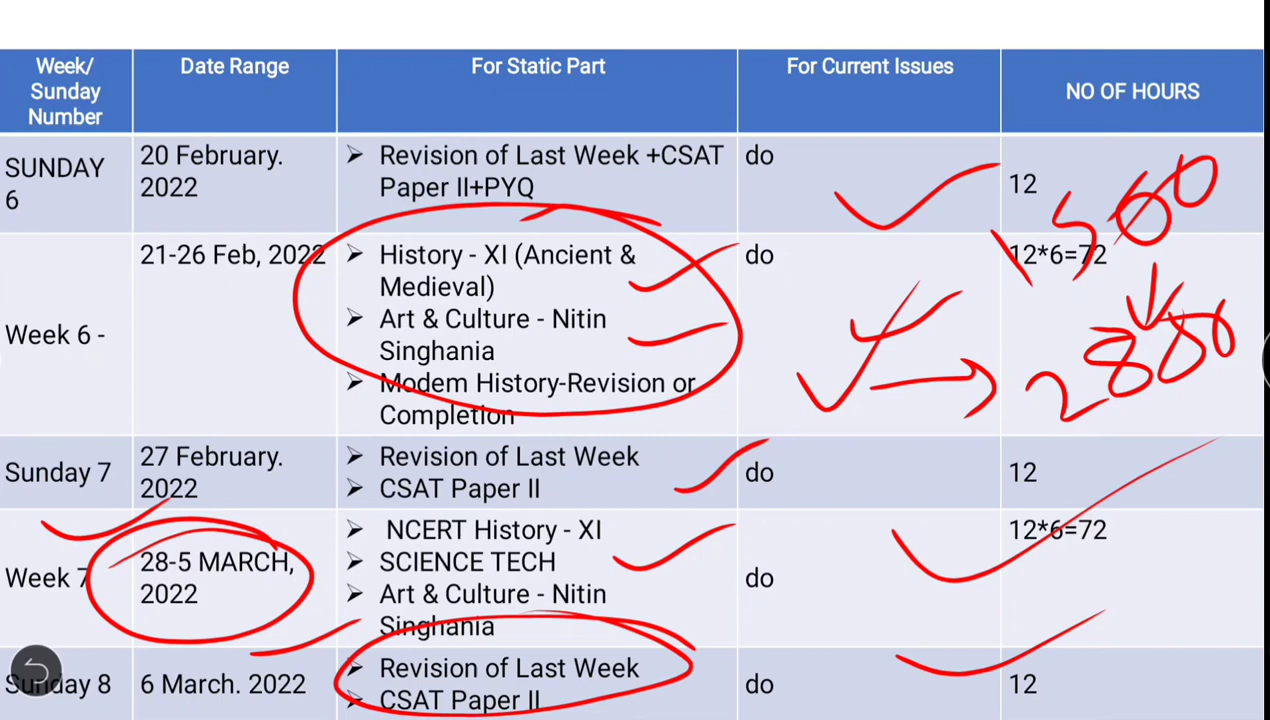 Week/
Sunday
Number
Date Range
For Static Part
For Current Issues
NO OF HOURS
SUNDAY
6
20 February.
2022
➤ Revision of Last Week +CSAT
Paper II+PYQ
do
12
21-26 Feb, 2022
Week 6 -
➤ History - XI (Ancient &
Medieval)
➤ Art & Culture - Nitin
Singhania
➤ Modem History-Revision or
Completion
do
12*6=72
Sunday 7
27 February.
2022
➤ Revision of Last Week
➤ CSAT Paper II
do
12
Week 7
28-5 MARCH,
2022
➤ NCERT History - XI
➤ SCIENCE TECH
➤ Art & Culture - Nitin
Singhania
do
12*6=72
Sunday 8
6 March. 2022
➤ Revision of Last Week
➤ CSAT Paper II
do
12